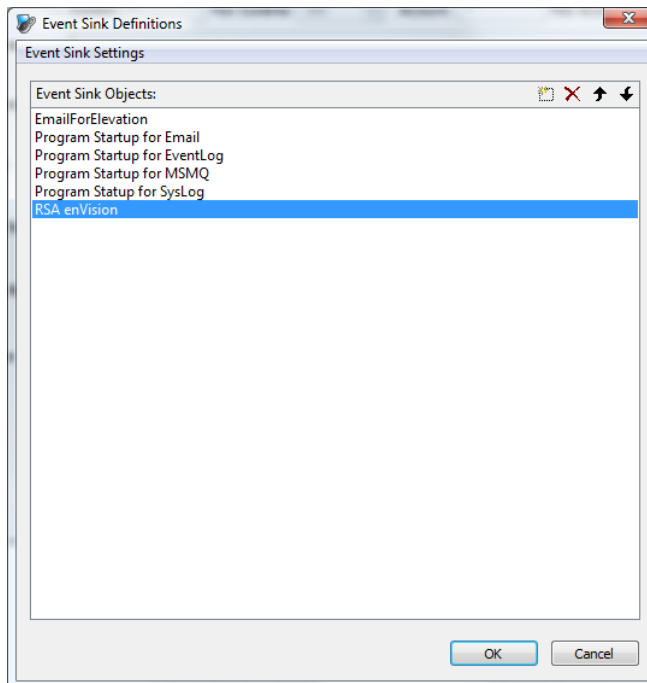 Event Sink Definitions
Event Sink Settings
Event Sink Objects:
EmailForElevation
Program Startup for Email
Program Startup for EventLog
Program Startup for MSMQ
Program Statup for SysLog
RSA enVision
OK
Cancel